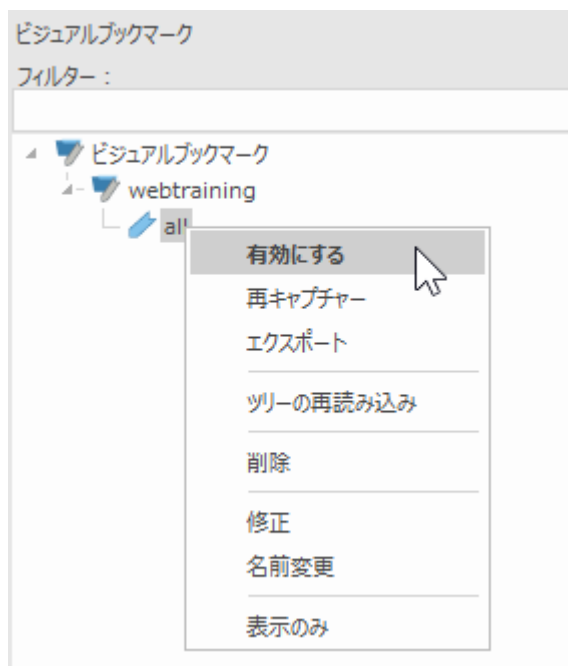 ビジュアルブックマーク
フィルター：
ビジュアルブックマーク
webtraining
all
有効にする
再キャプチャー
エクスポート
ツリーの再読み込み
削除
修正
名前変更
表示のみ